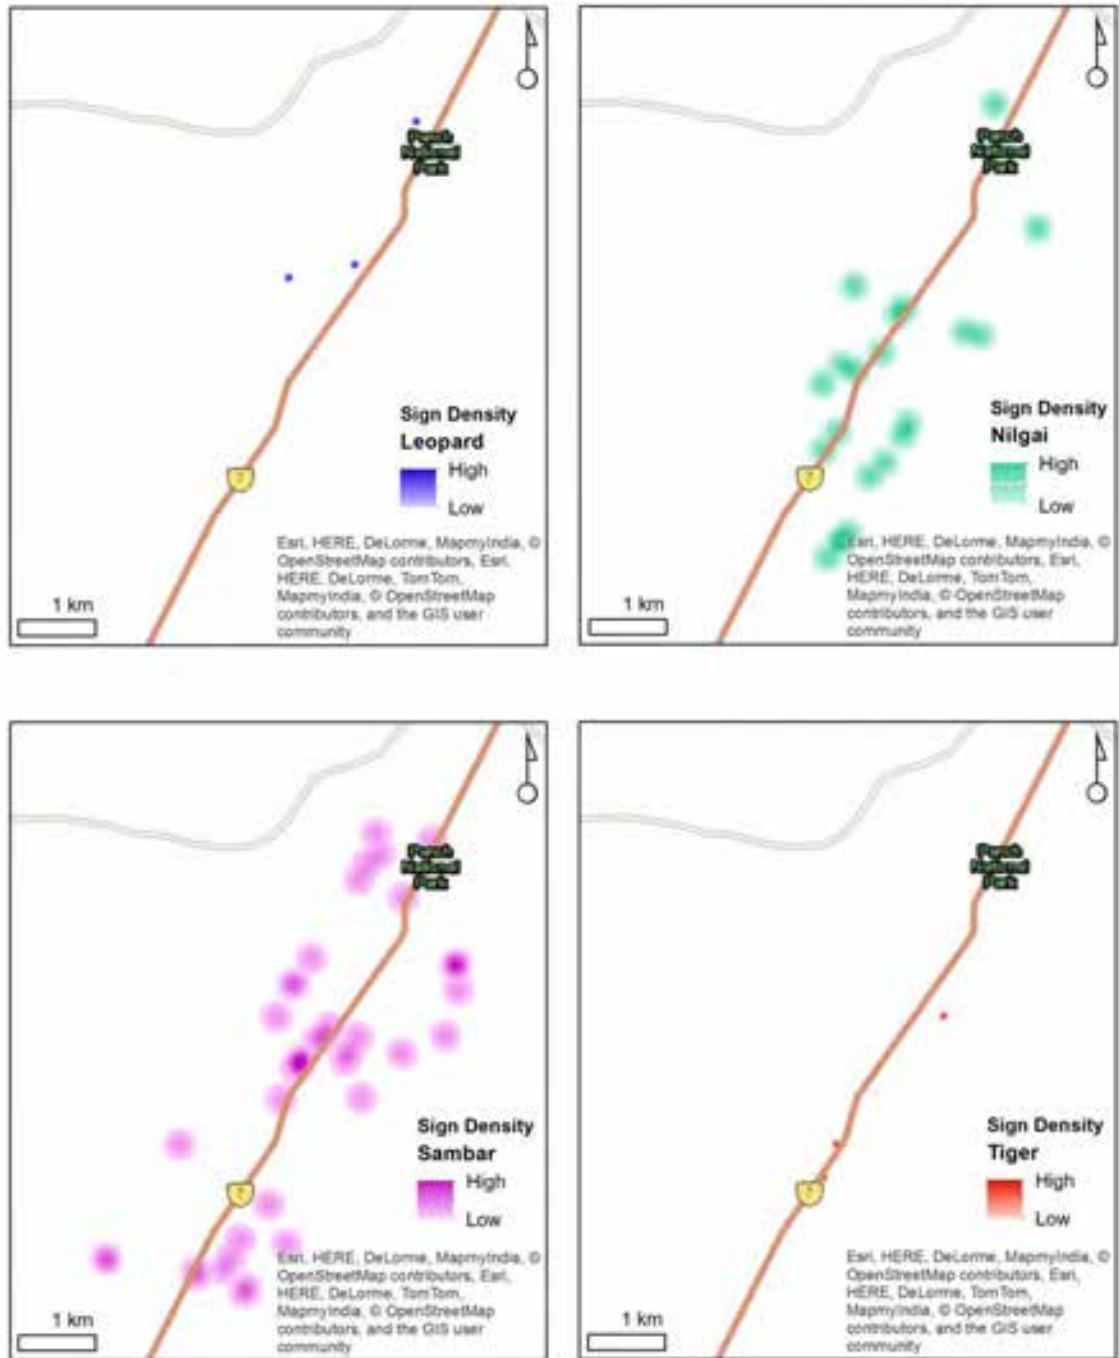 Pench
National
Park
Sign Density
Leopard
High
Low
7
Esri, HERE, DeLorme, MapmyIndia, ©
OpenStreetMap contributors, Esri,
HERE, DeLorme, TomTom,
MapmyIndia, © OpenStreetMap
contributors, and the GIS user
community
1 km
Pench
National
Park
Sign Density
Nilgai
High
Low
7
Esri, HERE, DeLorme, MapmyIndia, ©
OpenStreetMap contributors, Esri,
HERE, DeLorme, TomTom,
MapmyIndia, © OpenStreetMap
contributors, and the GIS user
community
1 km
Pench
National
Park
Sign Density
Sambar
High
Low
7
Esri, HERE, DeLorme, MapmyIndia, ©
OpenStreetMap contributors, Esri,
HERE, DeLorme, TomTom,
MapmyIndia, © OpenStreetMap
contributors, and the GIS user
community
1 km
Pench
National
Park
Sign Density
Tiger
High
Low
7
Esri, HERE, DeLorme, MapmyIndia, ©
OpenStreetMap contributors, Esri,
HERE, DeLorme, TomTom,
MapmyIndia, © OpenStreetMap
contributors, and the GIS user
community
1 km